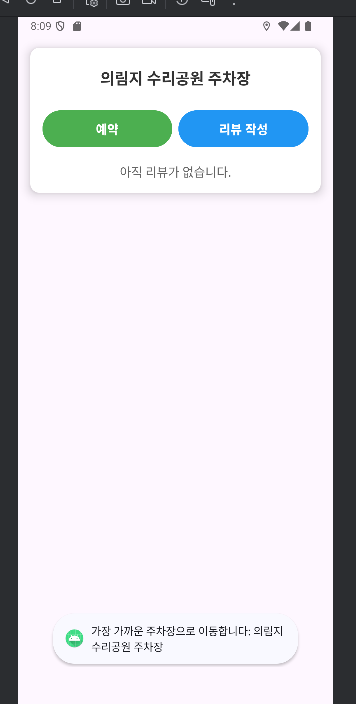 8:09
의림지 수리공원 주차장
예약
리뷰 작성
아직 리뷰가 없습니다.
가장 가까운 주차장으로 이동합니다: 의림지
수리공원 주차장